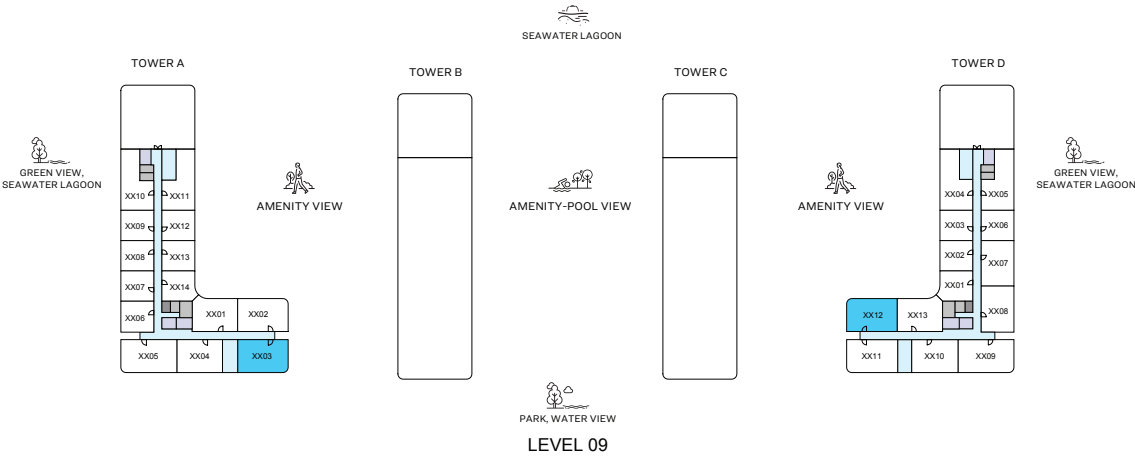 SEAWATER LAGOON
TOWER A
TOWER B
TOWER C
TOWER D
GREEN VIEW,
SEAWATER LAGOON
AMENITY VIEW
AMENITY-POOL VIEW
AMENITY VIEW
GREEN VIEW,
SEAWATER LAGOON
XX10 XX11
XX09 XX12
XX08 XX13
XX07 XX14
XX06 XX01 XX02
XX05 XX04 XX03
XX04 XX05
XX03 XX06
XX02 XX07
XX01
XX12 XX13 XX08
XX11 XX10 XX09
PARK, WATER VIEW
LEVEL 09